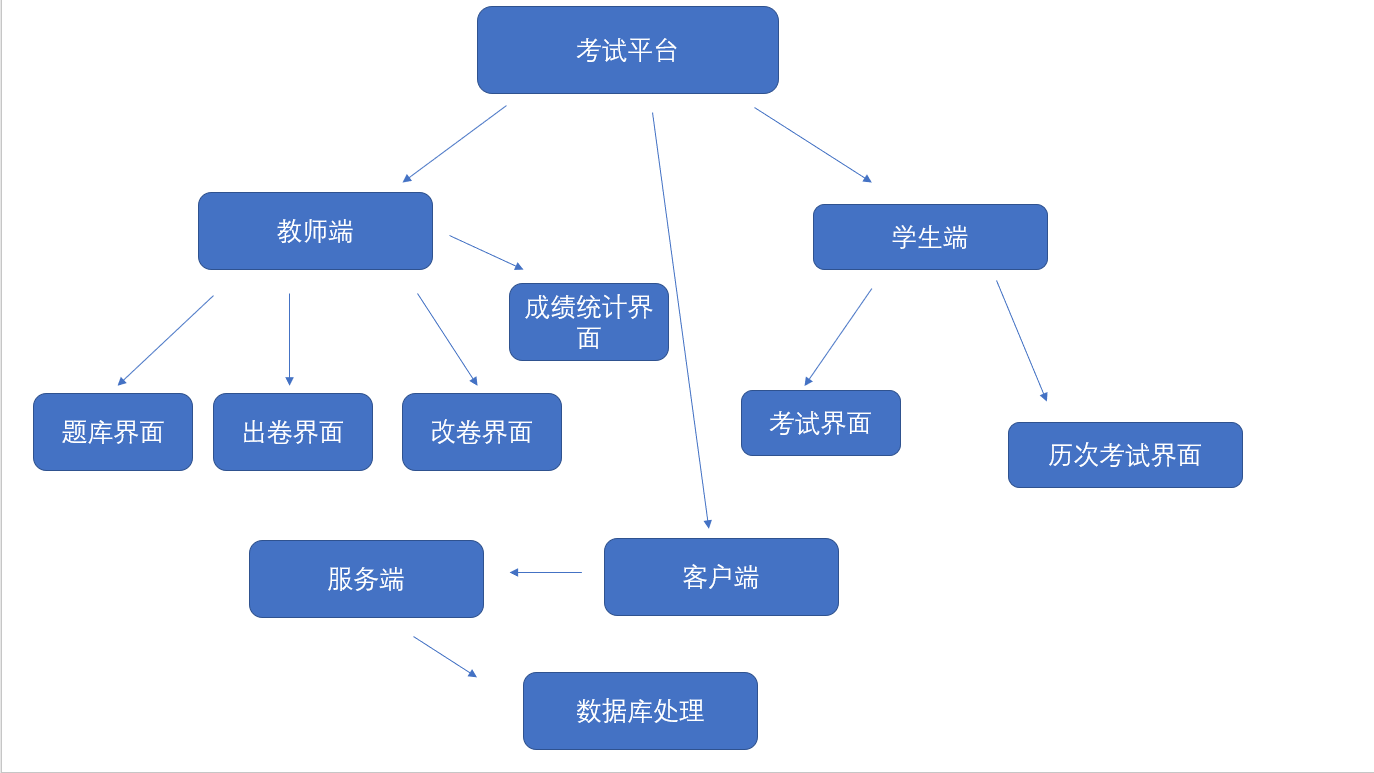 考试平台
教师端
学生端
成绩统计界
面
题库界面
出卷界面
改卷界面
考试界面
历次考试界面
服务端
客户端
数据库处理